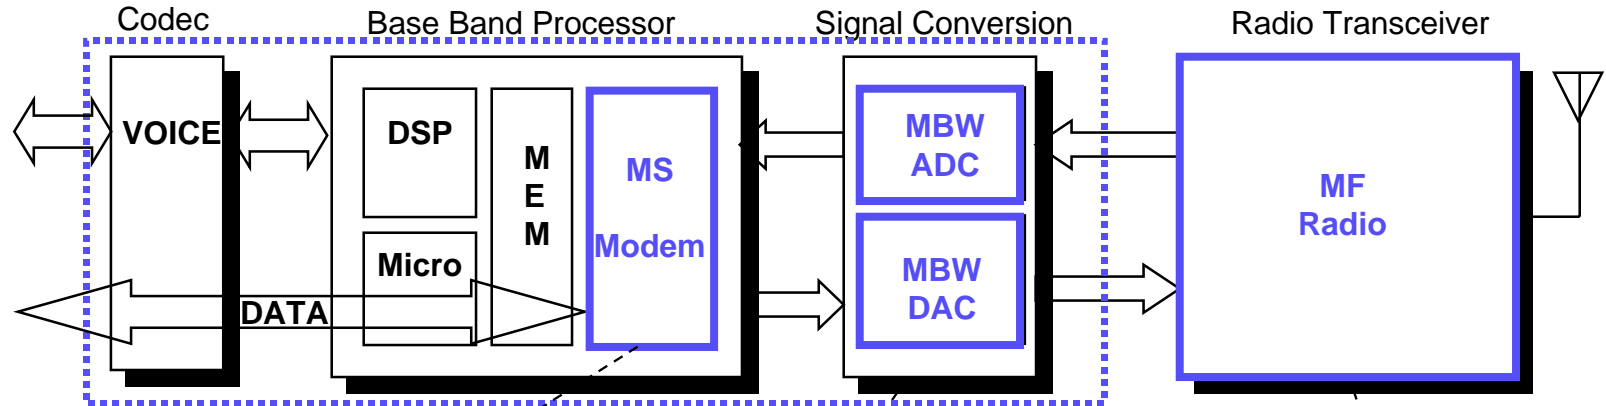 Codec
Base Band Processor
Signal Conversion
Radio Transceiver
VOICE
DSP
M
E
M
MS
Modem
Micro
DATA
MBW
ADC
MBW
DAC
MF
Radio